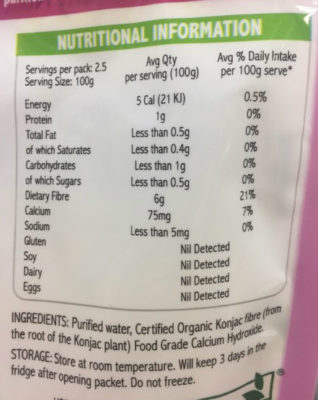 NUTRITIONAL INFORMATION
Servings per pack: 2.5 Avg Qty Avg % Daily Intake
Serving Size: 100g per serving (100g) per 100g serve*
Energy 5 Cal (21 KJ) 0.5%
Protein 1g 0%
Total Fat Less than 0.5g 0%
of which Saturates Less than 0.4g 0%
Carbohydrates Less than 1g 0%
of which Sugars Less than 0.5g 0%
Dietary Fibre 6g 21%
Calcium 75mg 7%
Sodium Less than 5mg 0%
Gluten Nil Detected
Soy Nil Detected
Dairy Nil Detected
Eggs Nil Detected
INGREDIENTS: Purified water, Certified Organic Konjac fibre (from
the root of the Konjac plant) Food Grade Calcium Hydroxide.
STORAGE: Store at room temperature. Will keep 3 days in the
fridge after opening packet. Do not freeze.